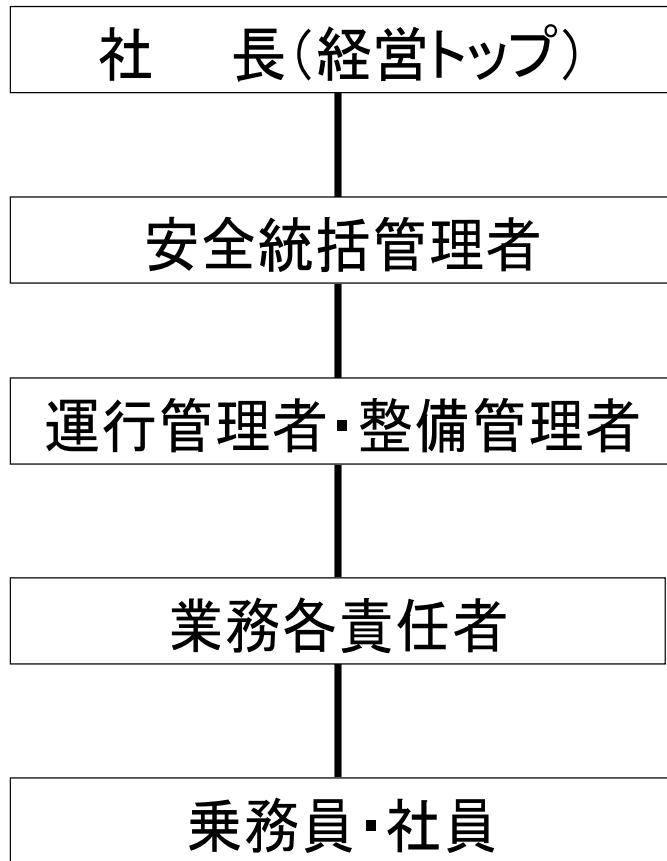 社　　長（経営トップ）
安全統括管理者
運行管理者・整備管理者
業務各責任者
乗務員・社員